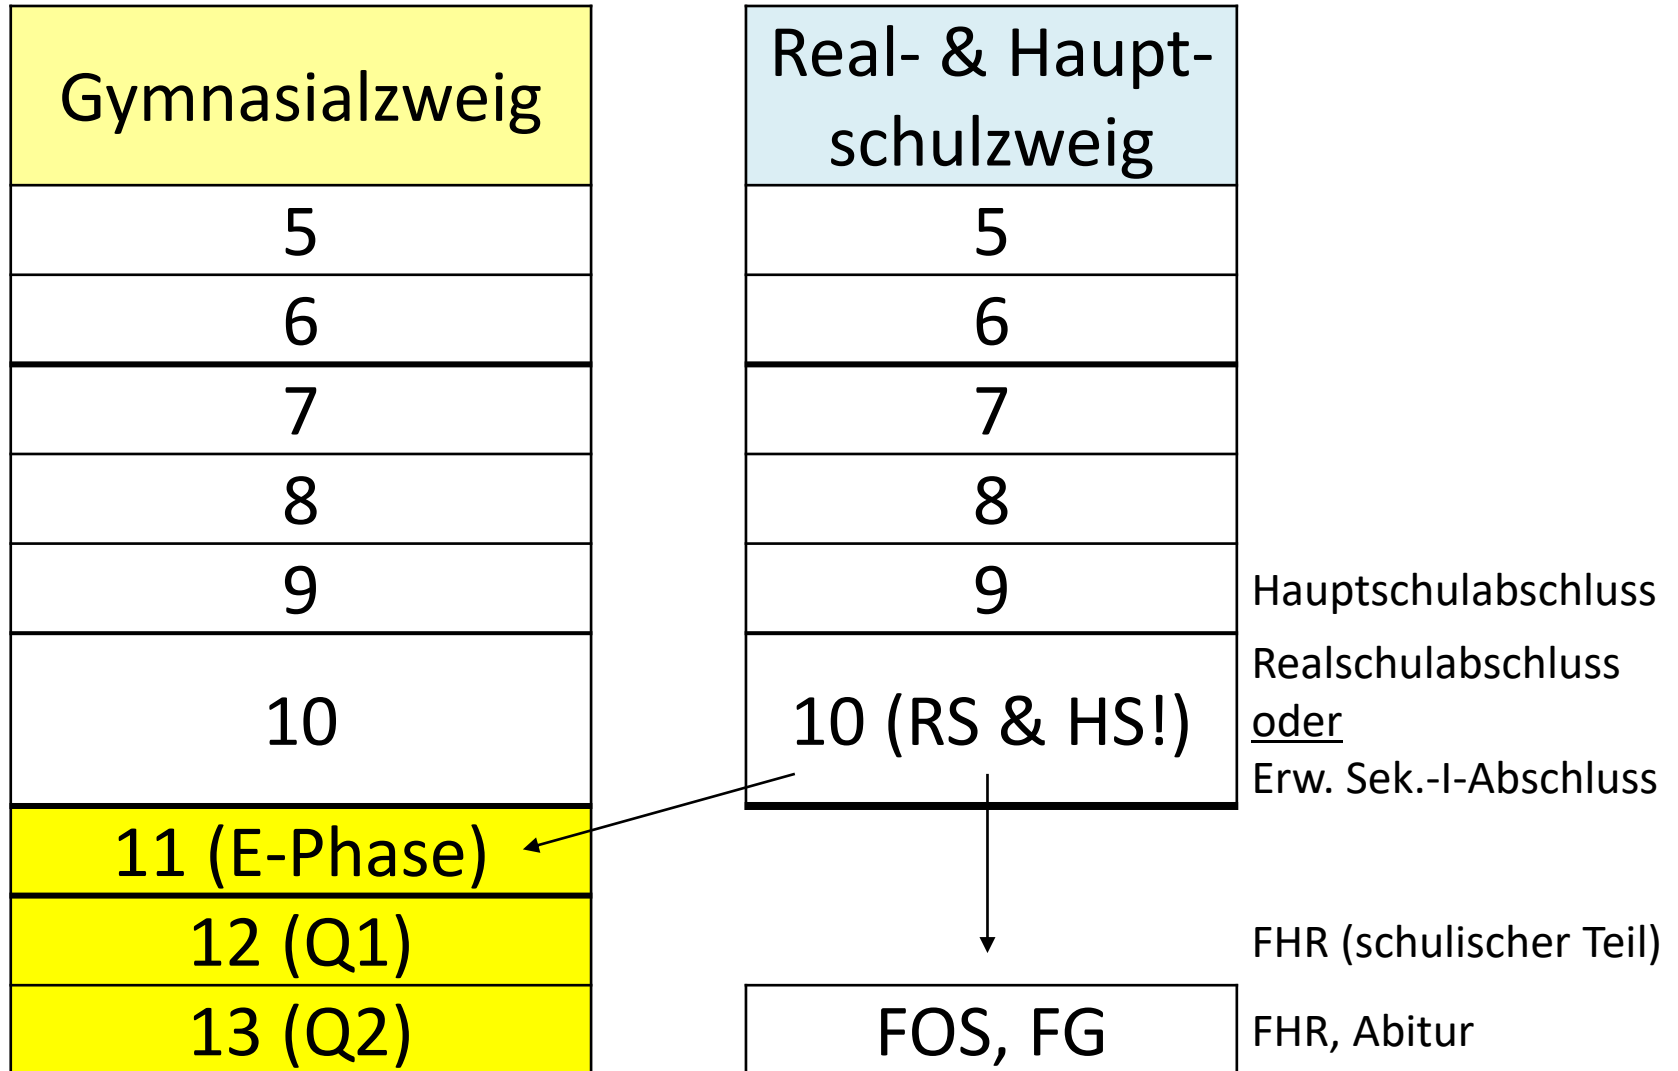 Gymnasialzweig
Real- & Haupt-
schulzweig
5
5
6
6
7
7
8
8
9
9
Hauptschulabschluss
10
10 (RS & HS!)
Realschulabschluss
oder
Erw. Sek.-I-Abschluss
11 (E-Phase)
12 (Q1)
FHR (schulischer Teil)
13 (Q2)
FOS, FG
FHR, Abitur